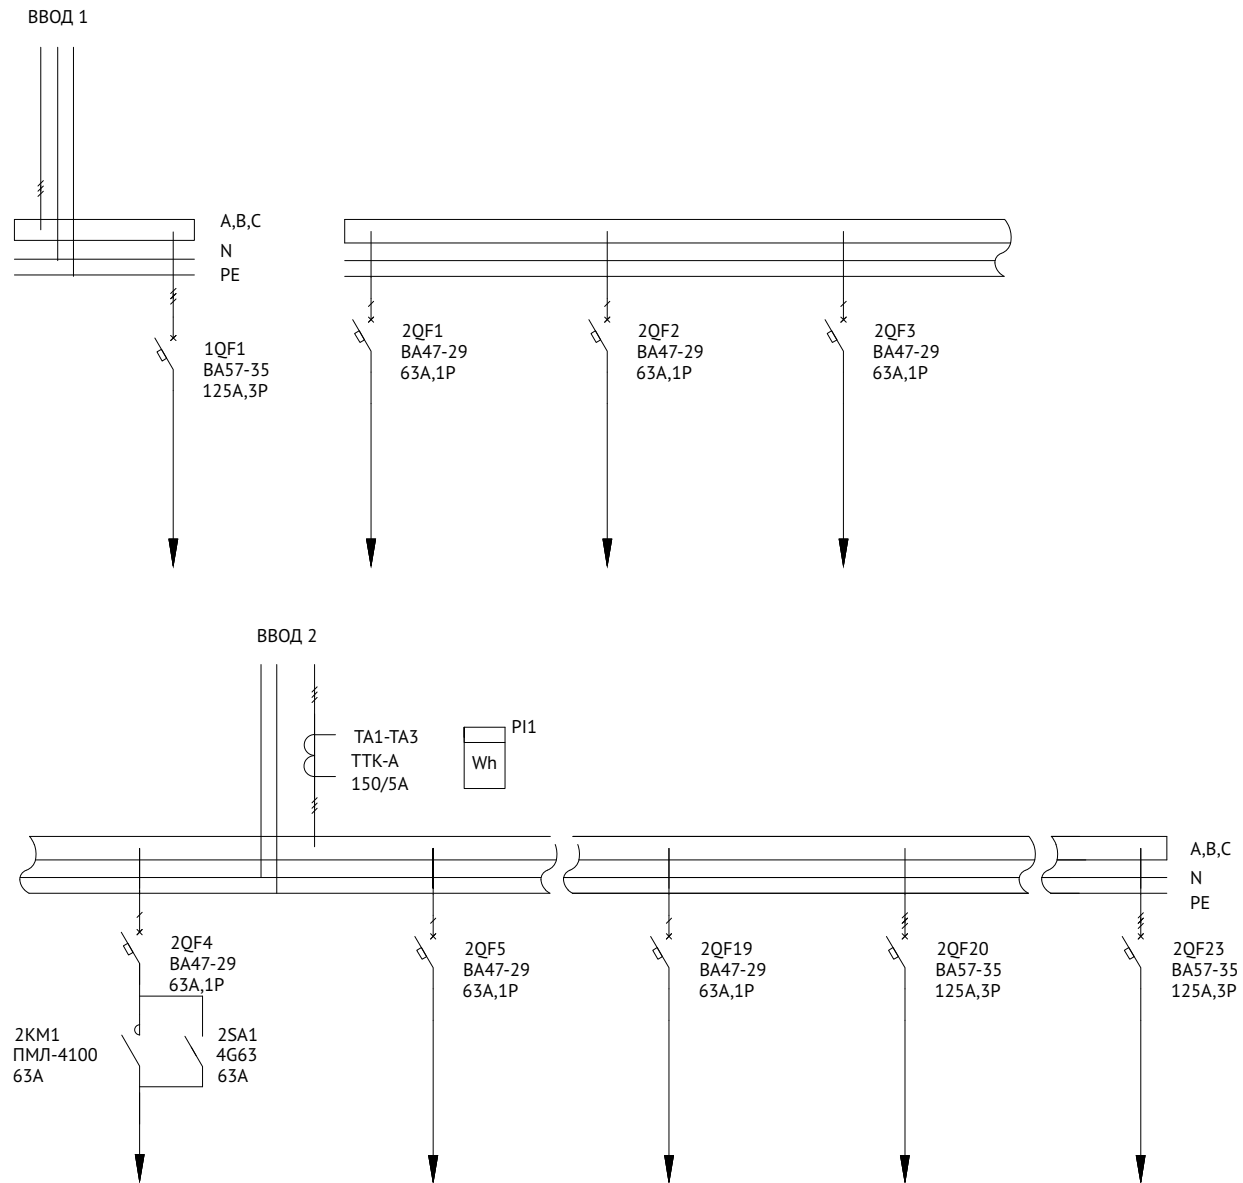 ВВОД 1
A,B,C
N
PE
1QF1
ВА57-35
125А,3Р
2QF1
ВА47-29
63А,1Р
2QF2
ВА47-29
63А,1Р
2QF3
ВА47-29
63А,1Р
ВВОД 2
ТА1-ТА3
ТТК-А
150/5А
PI1
Wh
A,B,C
N
PE
2QF4
ВА47-29
63А,1Р
2QF5
ВА47-29
63А,1Р
2QF19
ВА47-29
63А,1Р
2QF20
ВА57-35
125А,3Р
2QF23
ВА57-35
125А,3Р
2КМ1
ПМЛ-4100
63А
2SA1
4G63
63А